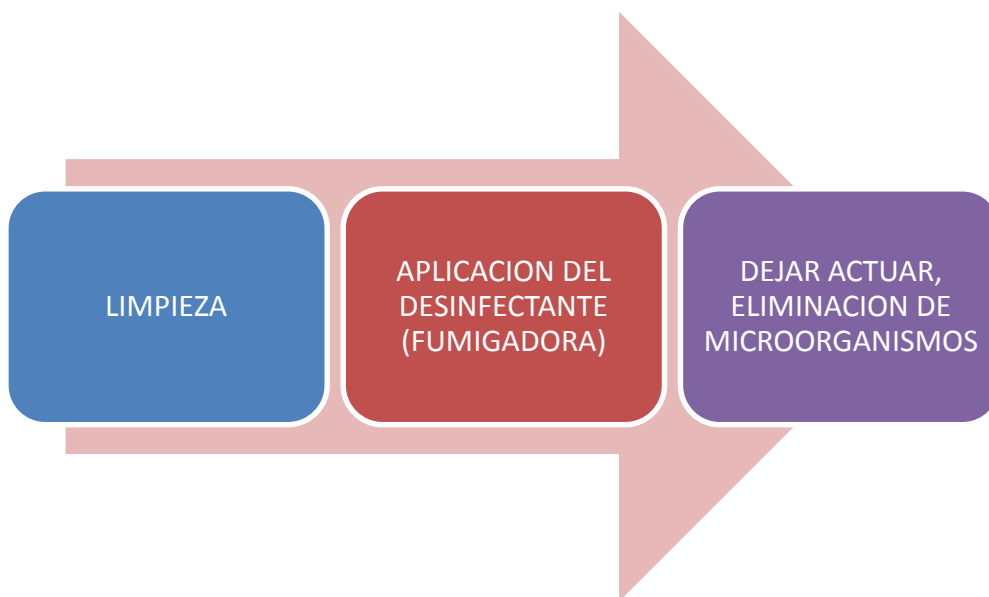 LIMPIEZA
APLICACION DEL
DESINFECTANTE
(FUMIGADORA)
DEJAR ACTUAR,
ELIMINACION DE
MICROORGANISMOS